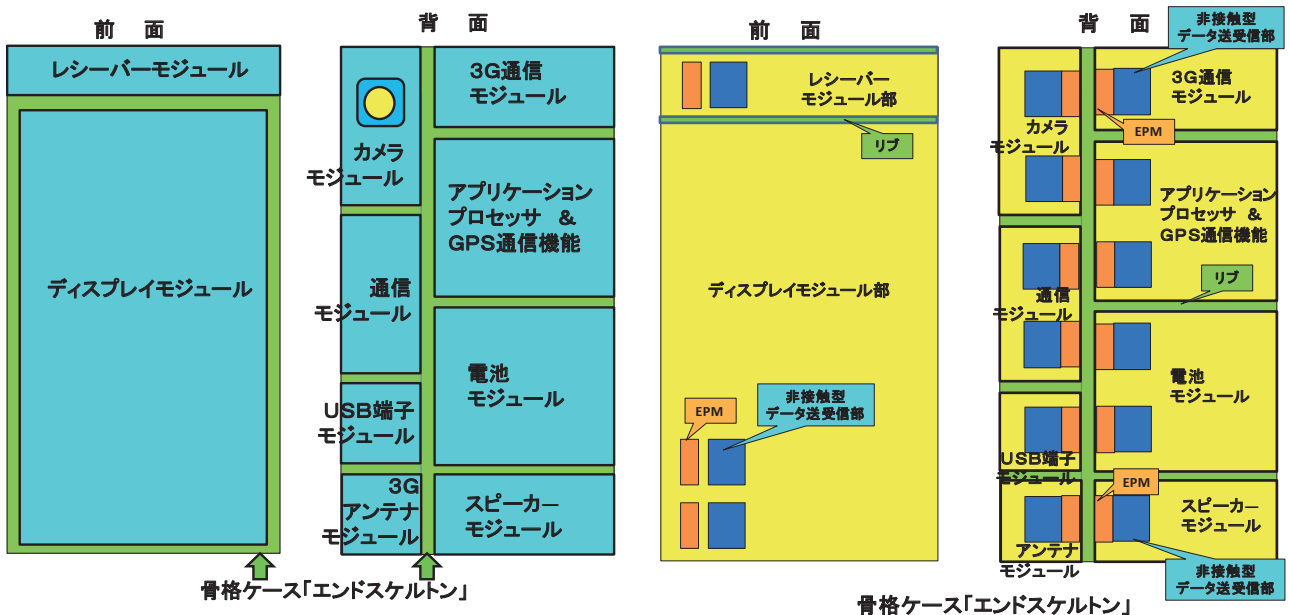 前　面
レシーバーモジュール
ディスプレイモジュール
背　面
カメラ
モジュール
通信
モジュール
USB端子
モジュール
3G
アンテナ
モジュール
3G通信
モジュール
アプリケーション
プロセッサ　&
GPS通信機能
電池
モジュール
スピーカー
モジュール
骨格ケース「エンドスケルトン」
前　面
レシーバー
モジュール部
リブ
ディスプレイモジュール部
EPM
非接触型
データ送受信部
背　面
非接触型
データ送受信部
カメラ
モジュール
通信
モジュール
USB端子
モジュール
アンテナ
モジュール
3G通信
モジュール
EPM
アプリケーション
プロセッサ　&
GPS通信機能
リブ
電池
モジュール
EPM
スピーカー
モジュール
非接触型
データ送受信部
骨格ケース「エンドスケルトン」